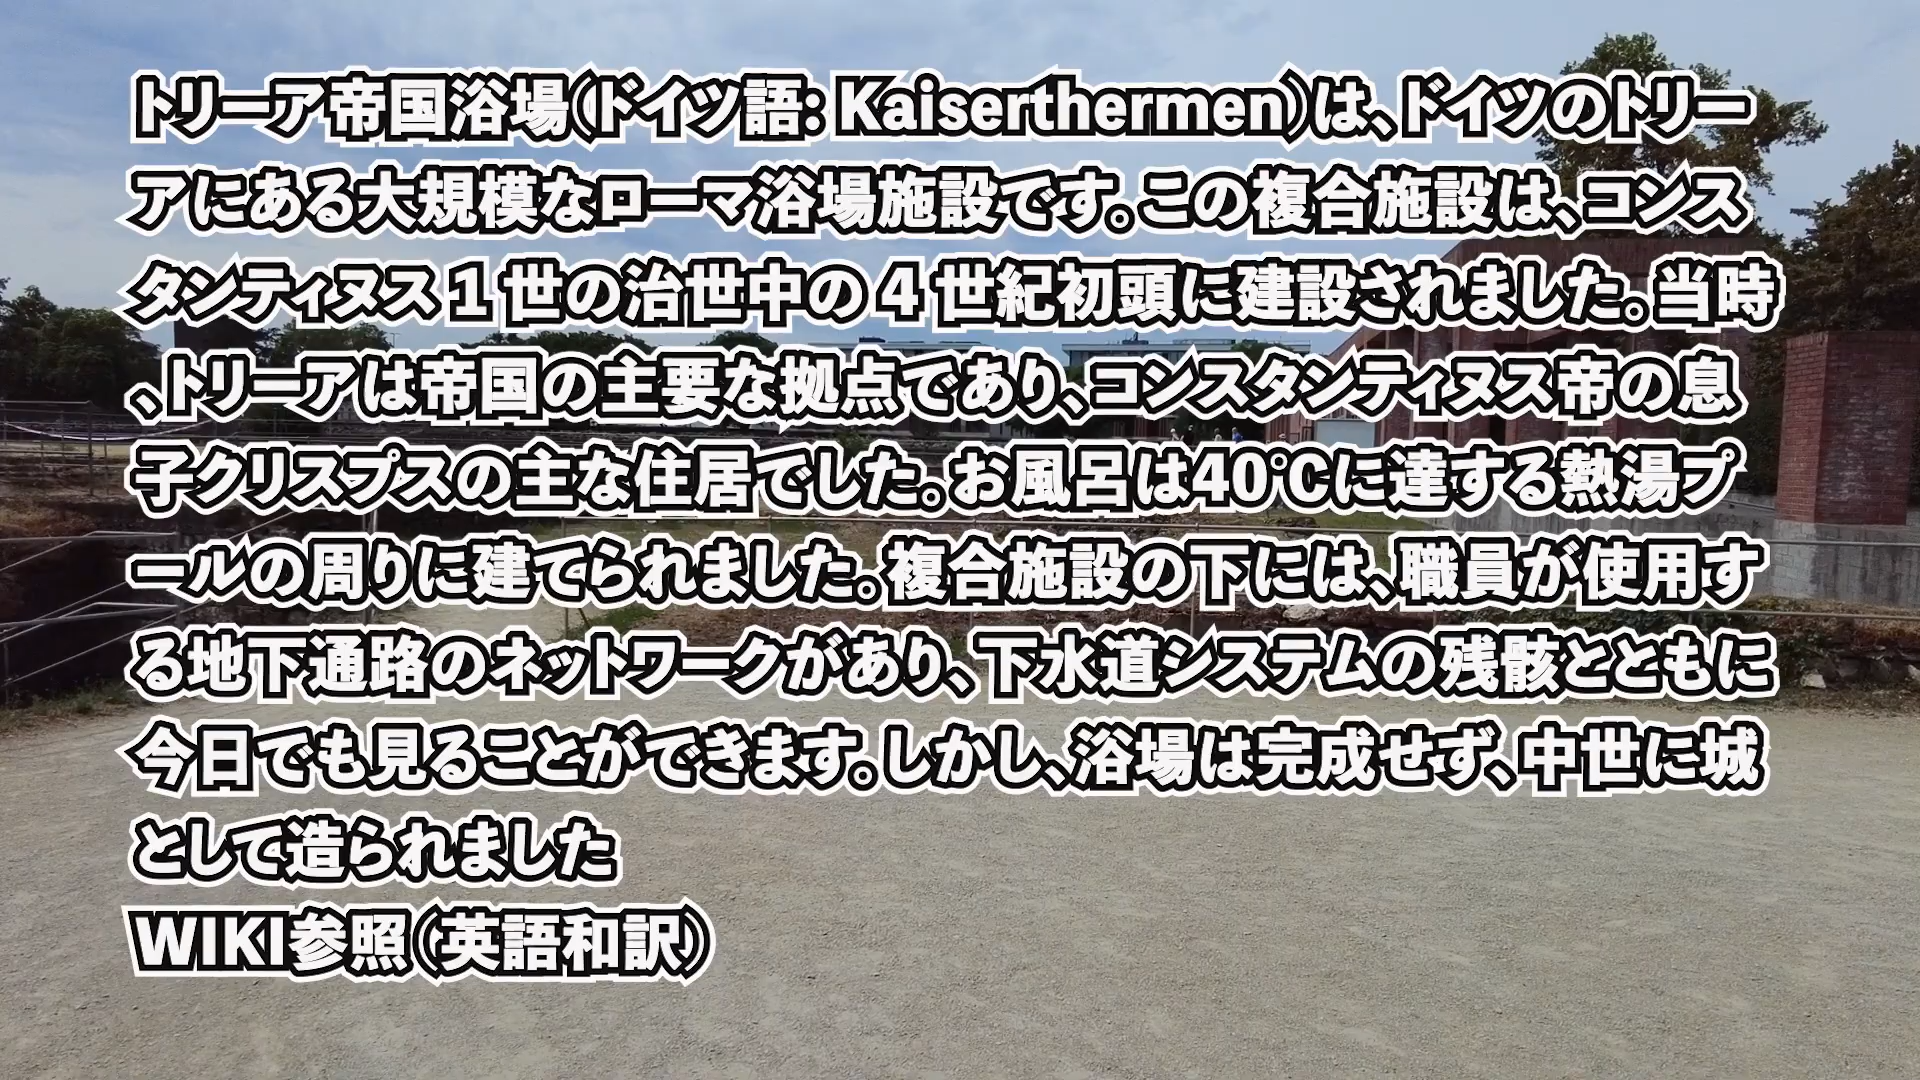 トリーア帝国浴場（ドイツ語: Kaiserthermen）は、ドイツのトリー
アにある大規模なローマ浴場施設です。この複合施設は、コンス
タンティヌス 1 世の治世中の 4 世紀初頭に建設されました。当時
、トリーアは帝国の主要な拠点であり、コンスタンティヌス帝の息
子クリスプスの主な住居でした。お風呂は40℃に達する熱湯プ
ールの周りに建てられました。複合施設の下には、職員が使用す
る地下通路のネットワークがあり、下水道システムの残骸とともに
今日でも見ることができます。しかし、浴場は完成せず、中世に城
として造られました
WIKI参照（英語和訳）